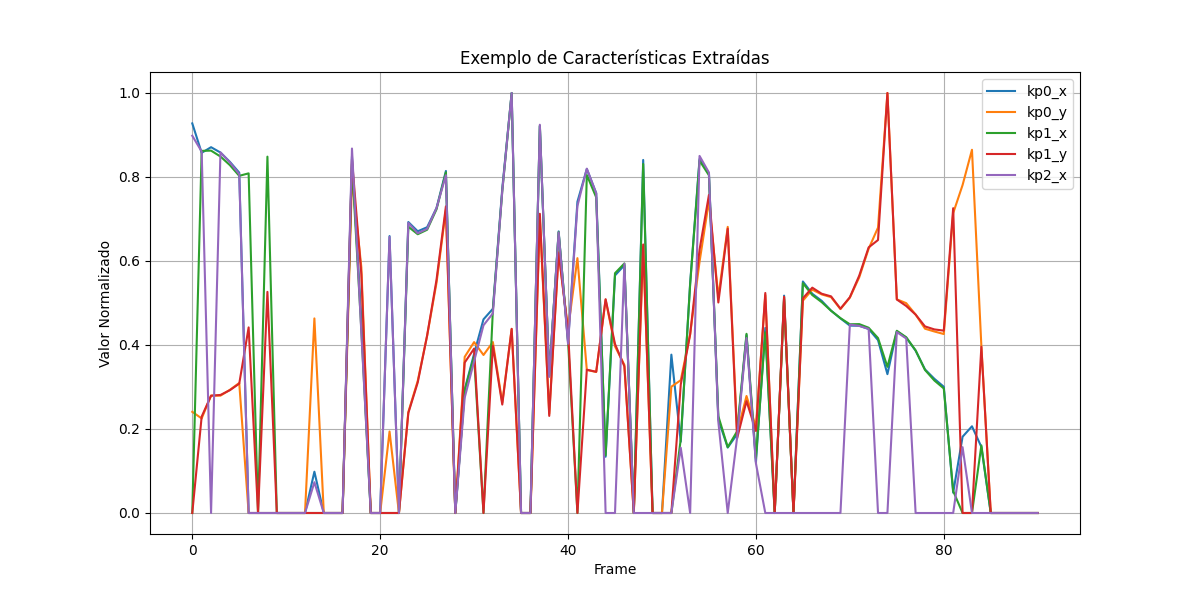 Exemplo de Características Extraídas
kp0_x
kp0_y
kp1_x
kp1_y
kp2_x
Valor Normalizado
1.0
0.8
0.6
0.4
0.2
0.0
0 20 40 60 80
Frame